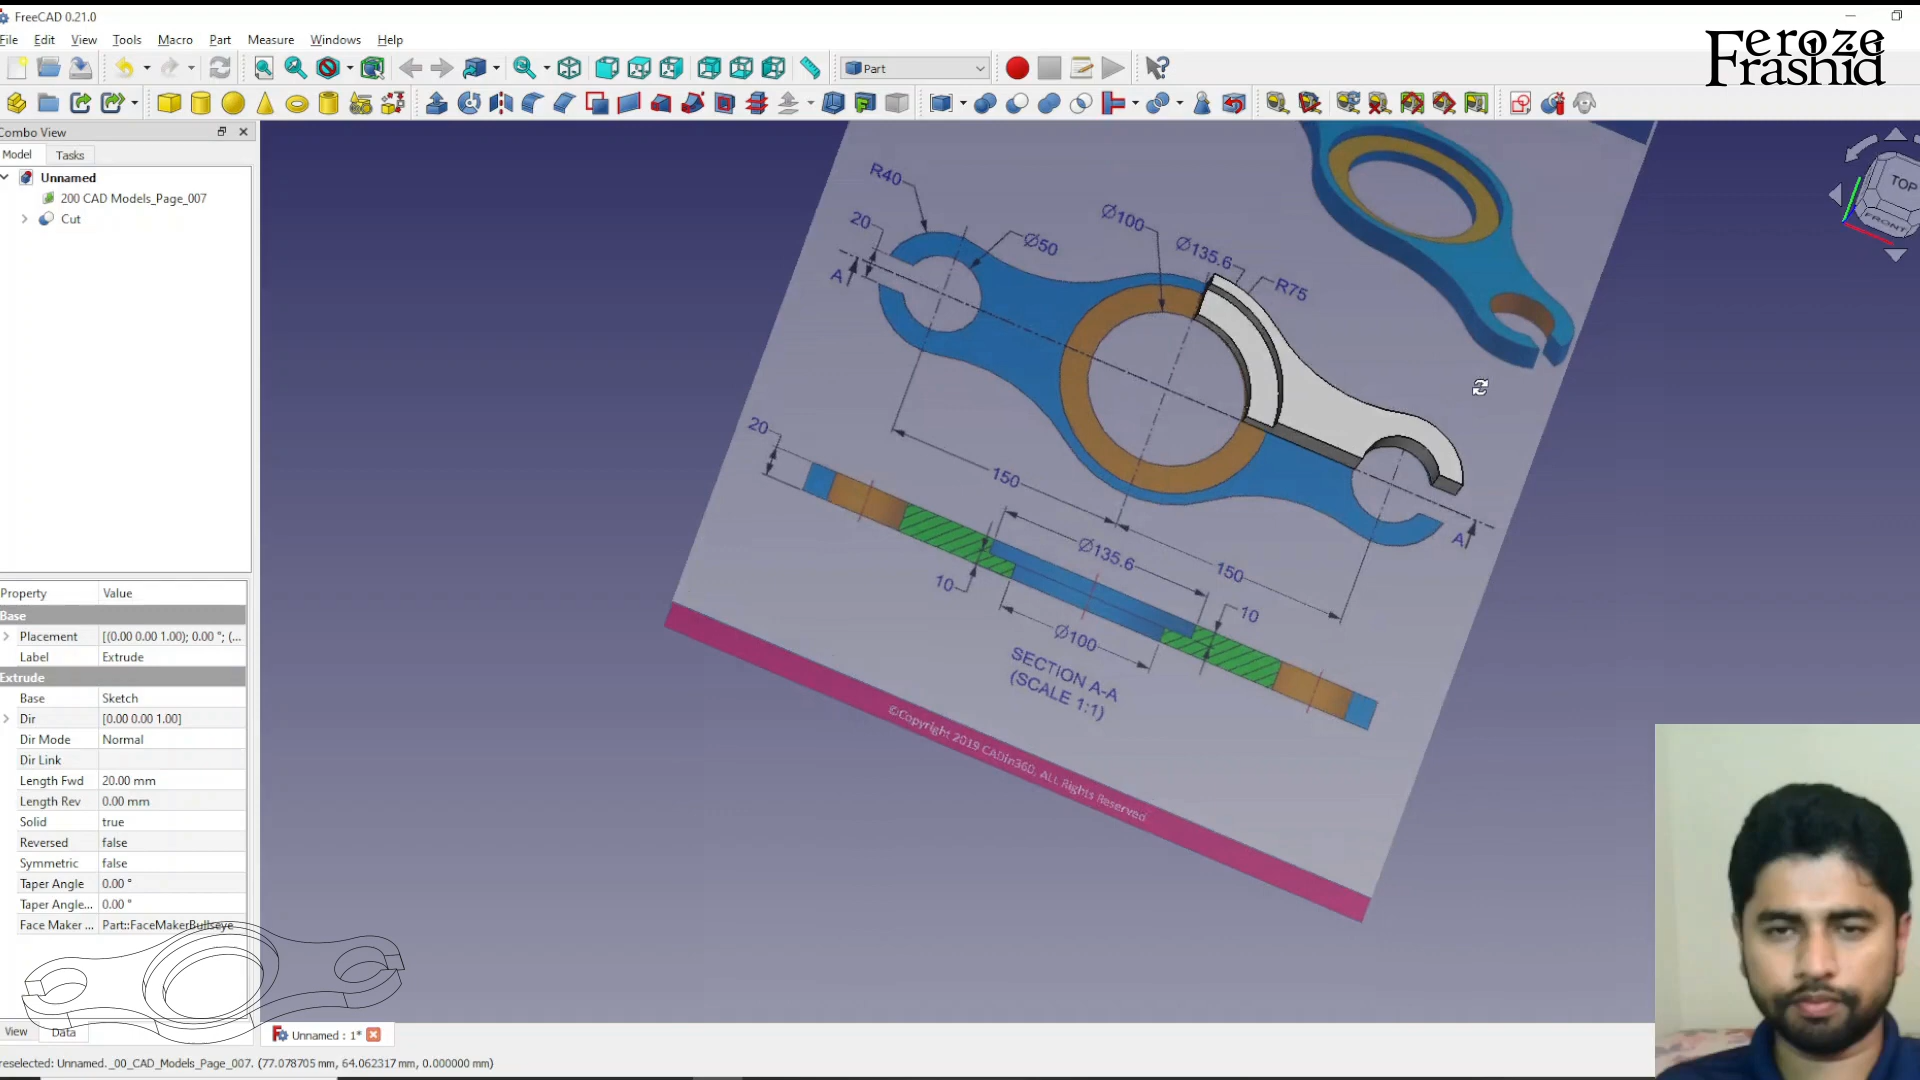 FreeCAD 0.21.0
Feroze
Frashid
File Edit View Tools Macro Part Measure Windows Help
Part
Combo View
Model Tasks
Unnamed
200 CAD Models_Page_007
Cut
Property Value
Base
Placement [(0.00 0.00 1.00); 0.00 °; (...
Label Extrude
Extrude
Base Sketch
Dir [0.00 0.00 1.00]
Dir Mode Normal
Dir Link
Length Fwd 20.00 mm
Length Rev 0.00 mm
Solid true
Reversed false
Symmetric false
Taper Angle 0.00 °
Taper Angle... 0.00 °
Face Maker ... Part::FaceMakerBullseye
View Data
Unnamed : 1*
reselected: Unnamed._00_CAD_Models_Page_007. (77.078705 mm, 64.062317 mm, 0.000000 mm)
R40
20
Ø50
Ø100
Ø135.6
R75
A
A
150
150
20
10
Ø135.6
10
Ø100
SECTION A-A
(SCALE 1:1)
©Copyright 2019 CADin360, ALL Rights Reserved
TOP
FRONT